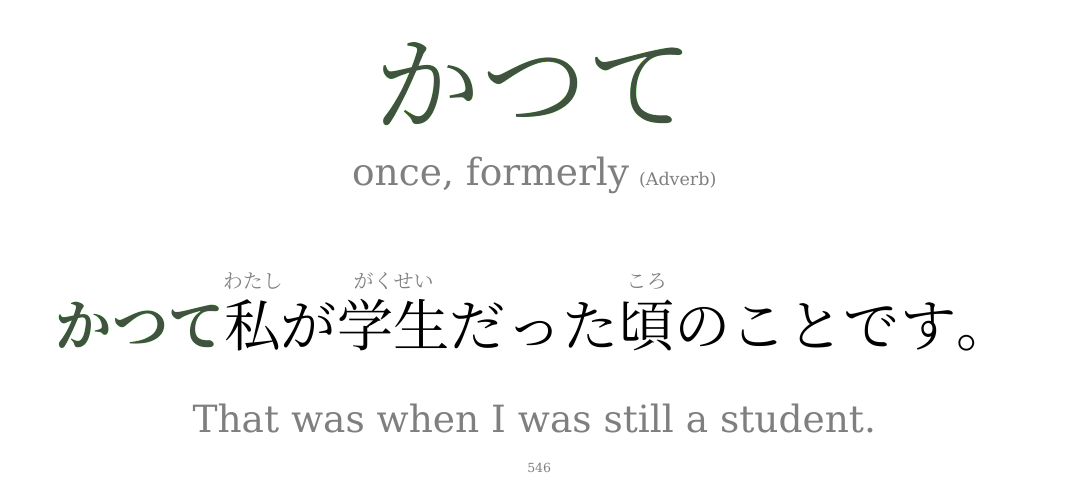 かつて
once, formerly (Adverb)
わたし がくせい ころ
かつて私が学生だった頃のことです。
That was when I was still a student.
546